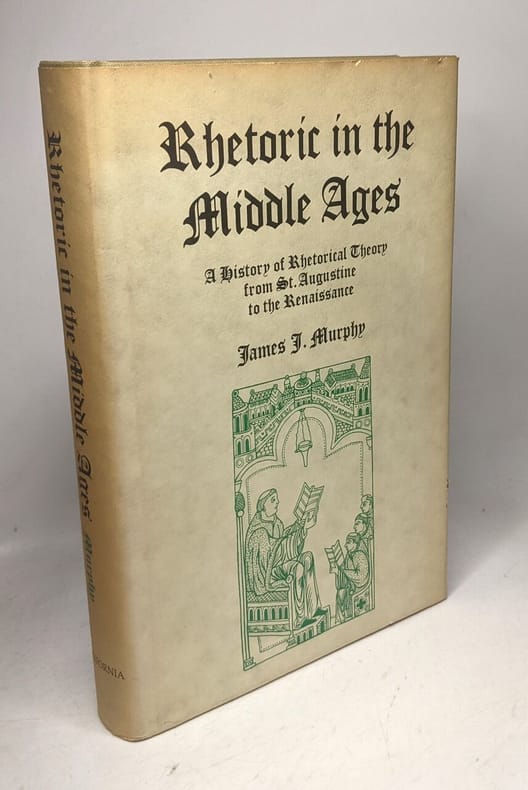 Rhetoric in the
Middle Ages
A History of Rhetorical Theory
from St. Augustine
to the Renaissance
James J. Murphy
Rhetoric in the Middle Ages Murphy